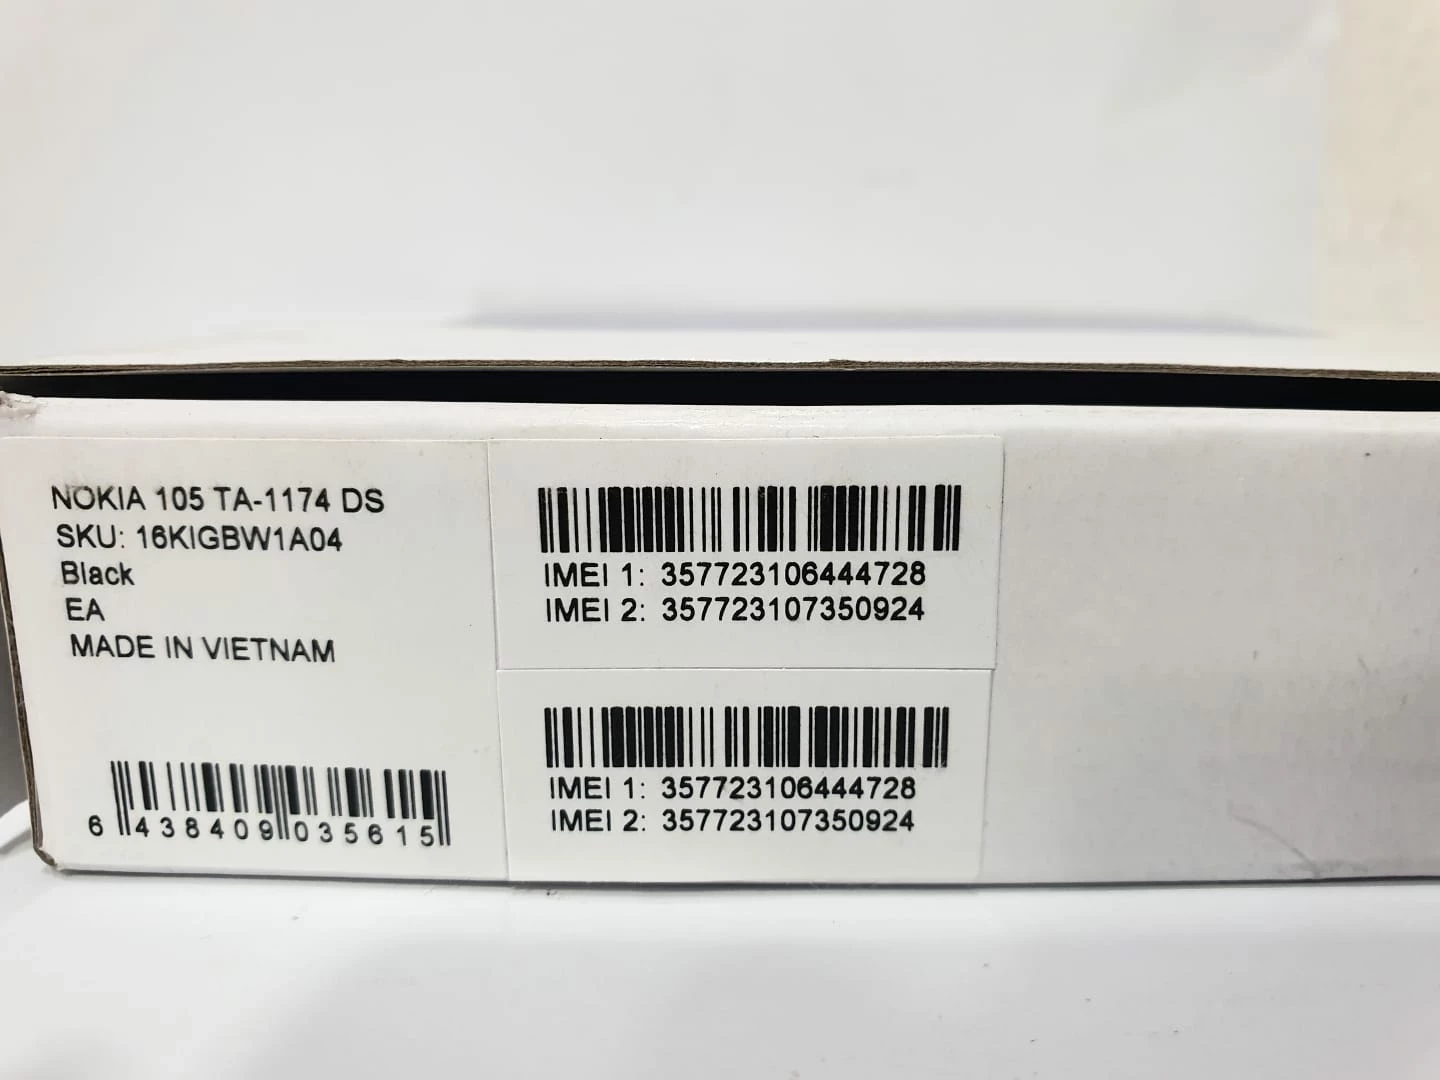 NOKIA 105 TA-1174 DS
SKU: 16KIGBW1A04
Black
EA
MADE IN VIETNAM
6 438409 035615
IMEI 1: 357723106444728
IMEI 2: 357723107350924
IMEI 1: 357723106444728
IMEI 2: 357723107350924